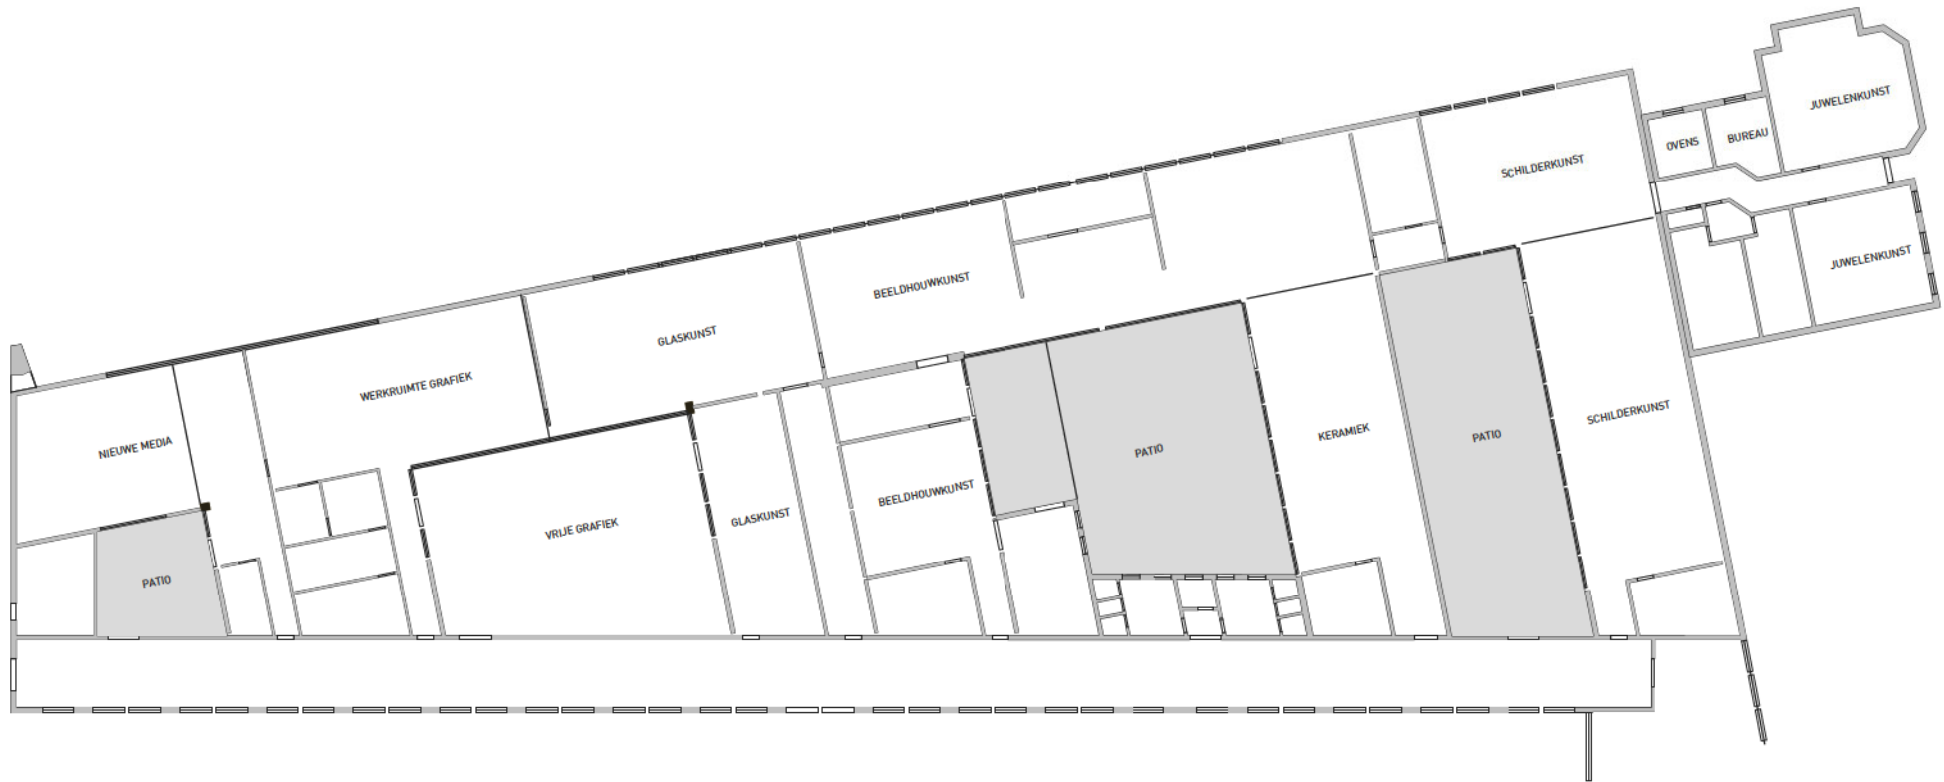 JUWELENKUNST
OVENS
BUREAU
SCHILDERKUNST
JUWELENKUNST
BEELDHOUWKUNST
GLASKUNST
WERKRUIMTE GRAFIEK
NIEUWE MEDIA
SCHILDERKUNST
KERAMIEK
PATIO
PATIO
BEELDHOUWKUNST
GLASKUNST
VRIJE GRAFIEK
PATIO